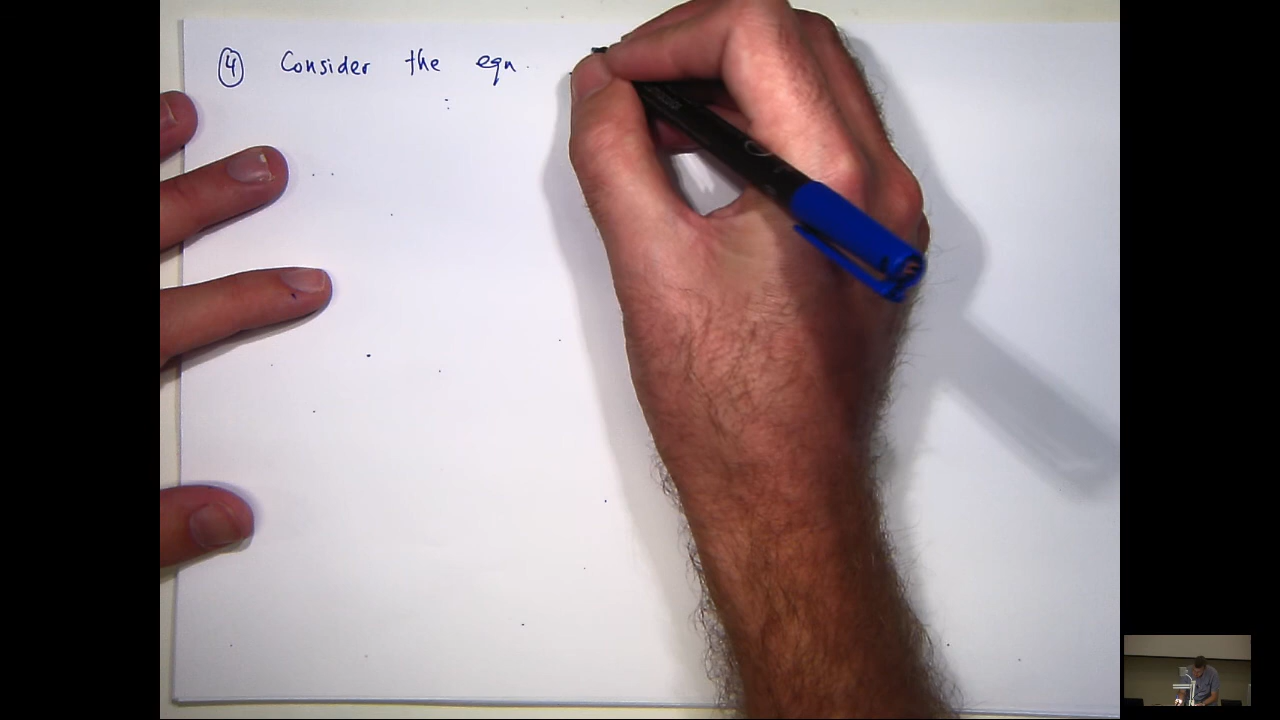 ④ Consider the eqn.